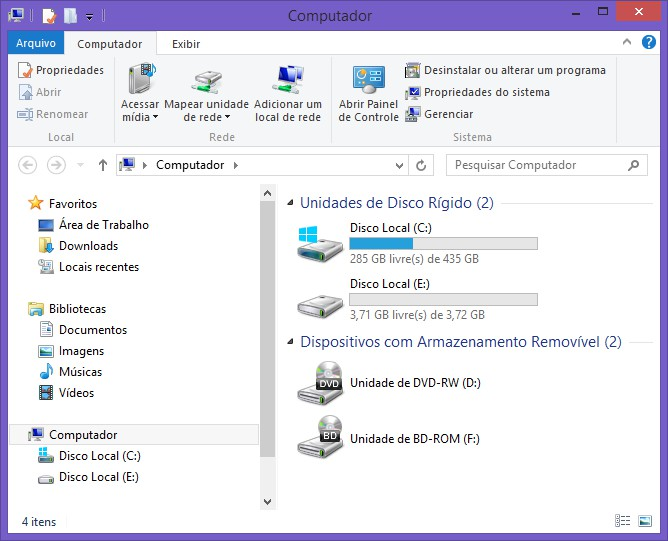 Computador
Arquivo
Computador
Exibir
Propriedades
Abrir
Renomear
Local
Acessar
mídia
Mapear unidade
de rede
Adicionar um
local de rede
Rede
Abrir Painel
de Controle
Desinstalar ou alterar um programa
Propriedades do sistema
Gerenciar
Sistema
Computador
Pesquisar Computador
Favoritos
Área de Trabalho
Downloads
Locais recentes
Bibliotecas
Documentos
Imagens
Músicas
Vídeos
Computador
Disco Local (C:)
Disco Local (E:)
Unidades de Disco Rígido (2)
Disco Local (C:)
285 GB livre(s) de 435 GB
Disco Local (E:)
3,71 GB livre(s) de 3,72 GB
Dispositivos com Armazenamento Removível (2)
DVD
Unidade de DVD-RW (D:)
BD
Unidade de BD-ROM (F:)
4 itens